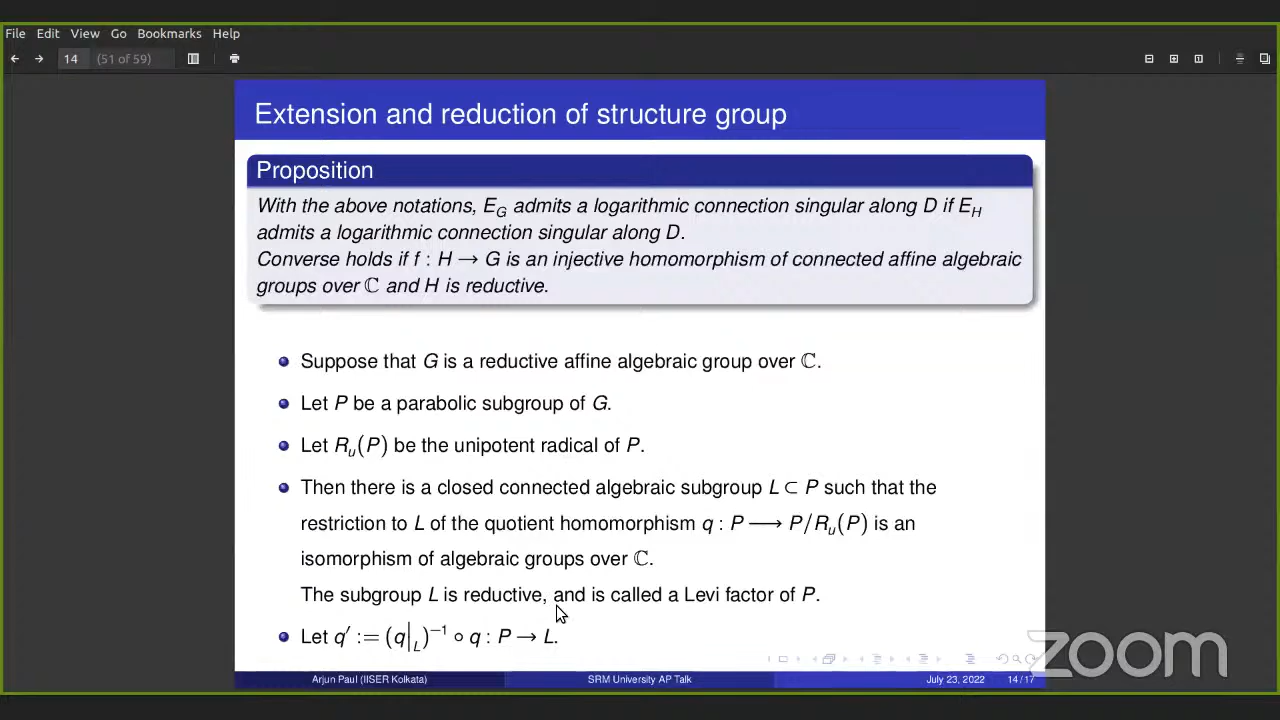 File Edit View Go Bookmarks Help
14 (51 of 59)
Extension and reduction of structure group
Proposition
With the above notations, E_G admits a logarithmic connection singular along D if E_H
admits a logarithmic connection singular along D.
Converse holds if f : H → G is an injective homomorphism of connected affine algebraic
groups over ℂ and H is reductive.
Suppose that G is a reductive affine algebraic group over ℂ.
Let P be a parabolic subgroup of G.
Let R_u(P) be the unipotent radical of P.
Then there is a closed connected algebraic subgroup L ⊂ P such that the
restriction to L of the quotient homomorphism q : P ⟶ P/R_u(P) is an
isomorphism of algebraic groups over ℂ.
The subgroup L is reductive, and is called a Levi factor of P.
Let q′ := (q|_L)^{−1} ∘ q : P → L.
Arjun Paul (IISER Kolkata) SRM University AP Talk July 23, 2022 14/17
zoom